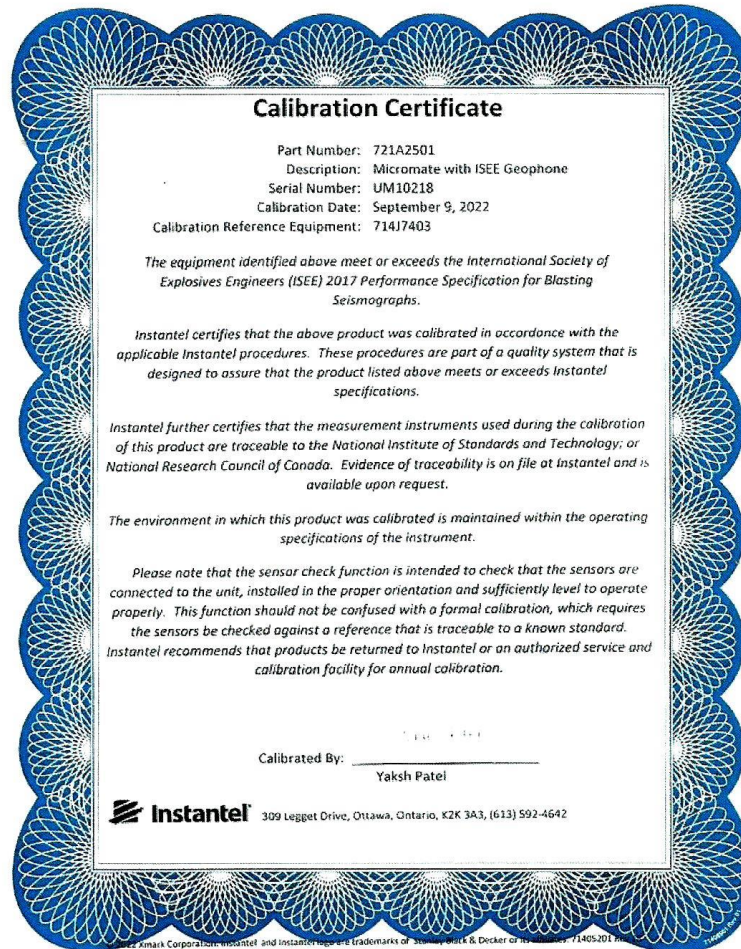 Calibration Certificate
Part Number: 721A2501
Description: Micromate with ISEE Geophone
Serial Number: UM10218
Calibration Date: September 9, 2022
Calibration Reference Equipment: 714J7403
The equipment identified above meet or exceeds the International Society of
Explosives Engineers (ISEE) 2017 Performance Specification for Blasting
Seismographs.
Instantel certifies that the above product was calibrated in accordance with the
applicable Instantel procedures. These procedures are part of a quality system that is
designed to assure that the product listed above meets or exceeds Instantel
specifications.
Instantel further certifies that the measurement instruments used during the calibration
of this product are traceable to the National Institute of Standards and Technology; or
National Research Council of Canada. Evidence of traceability is on file at Instantel and is
available upon request.
The environment in which this product was calibrated is maintained within the operating
specifications of the instrument.
Please note that the sensor check function is intended to check that the sensors are
connected to the unit, installed in the proper orientation and sufficiently level to operate
properly. This function should not be confused with a formal calibration, which requires
the sensors be checked against a reference that is traceable to a known standard.
Instantel recommends that products be returned to Instantel or an authorized service and
calibration facility for annual calibration.
Calibrated By:
Yaksh Patel
Instantel 309 Legget Drive, Ottawa, Ontario, K2K 3A3, (613) 592-4642
2022 Xmark Corporation. Instantel and Instantel logo are trademarks of Stanley Black & Decker or its affiliates. 71405201